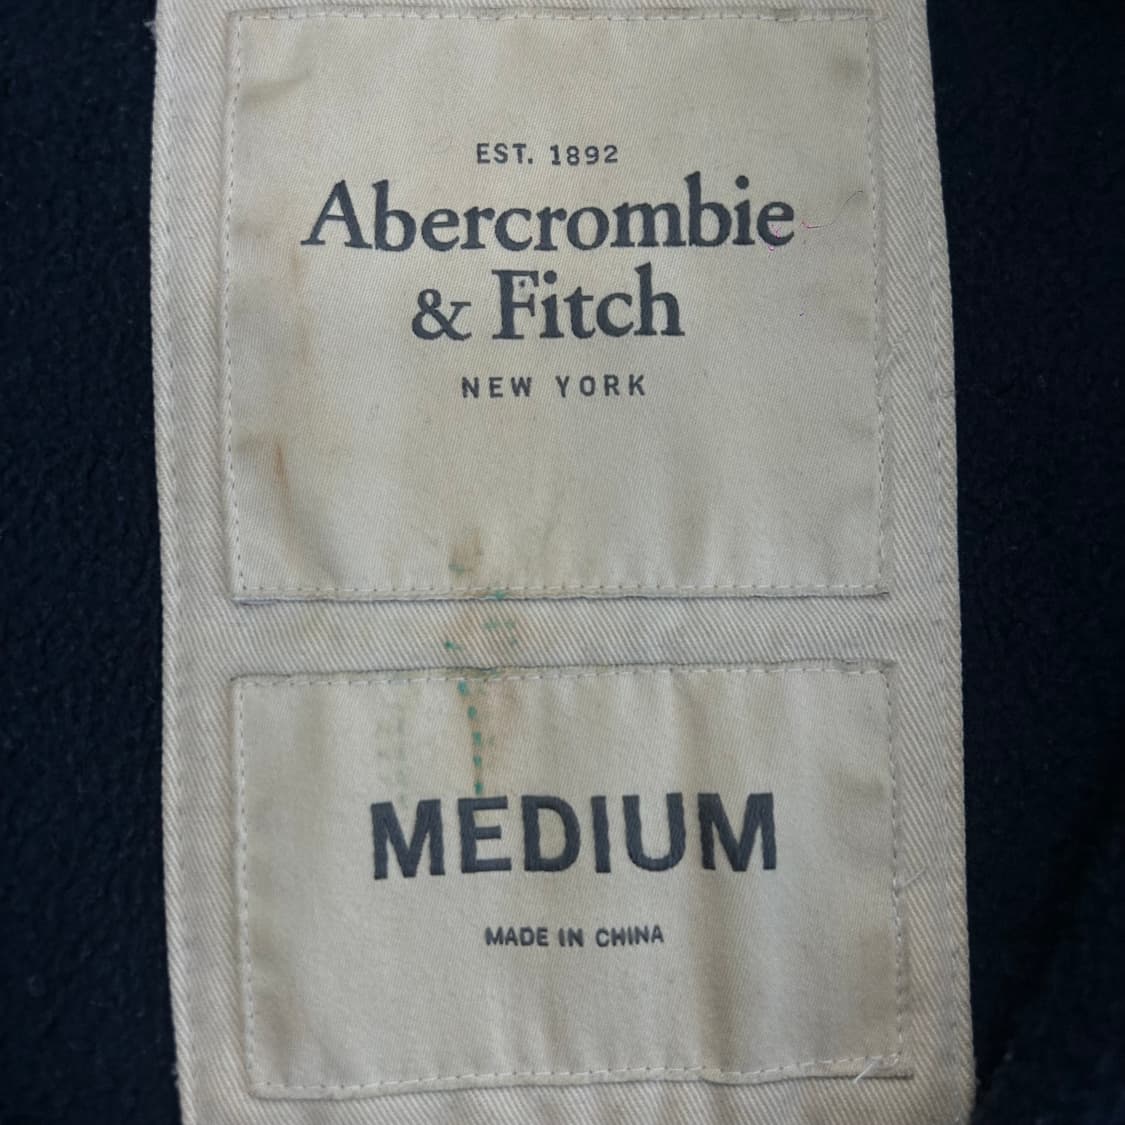 EST. 1892
Abercrombie
& Fitch
NEW YORK
MEDIUM
MADE IN CHINA